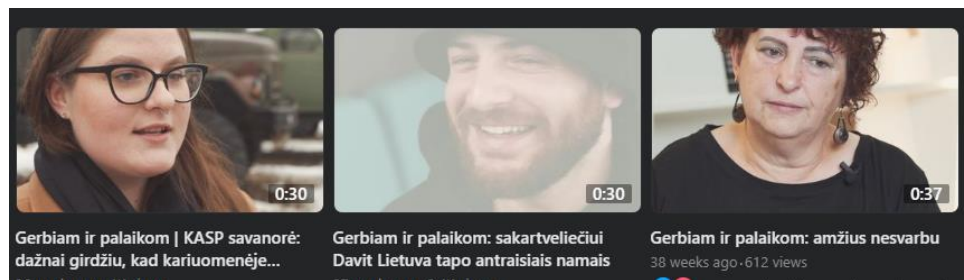 0:30
0:30
0:37
Gerbiam ir palaikom | KASP savanorė:
dažnai girdžiu, kad kariuomenėje...
Gerbiam ir palaikom: sakartveliečiui
Davit Lietuva tapo antraisiais namais
Gerbiam ir palaikom: amžius nesvarbu
38 weeks ago·612 views